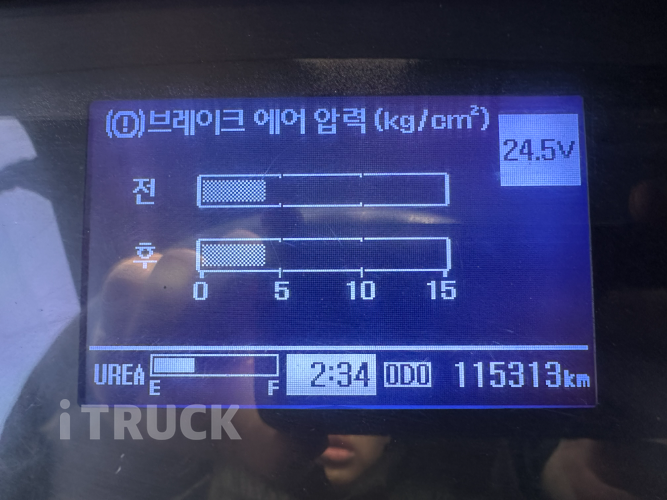 (!)브레이크 에어 압력 (kg/cm²)
24.5V
전
후
0 5 10 15
UREA E F 2:34 ODO 115313km
iTRUCK